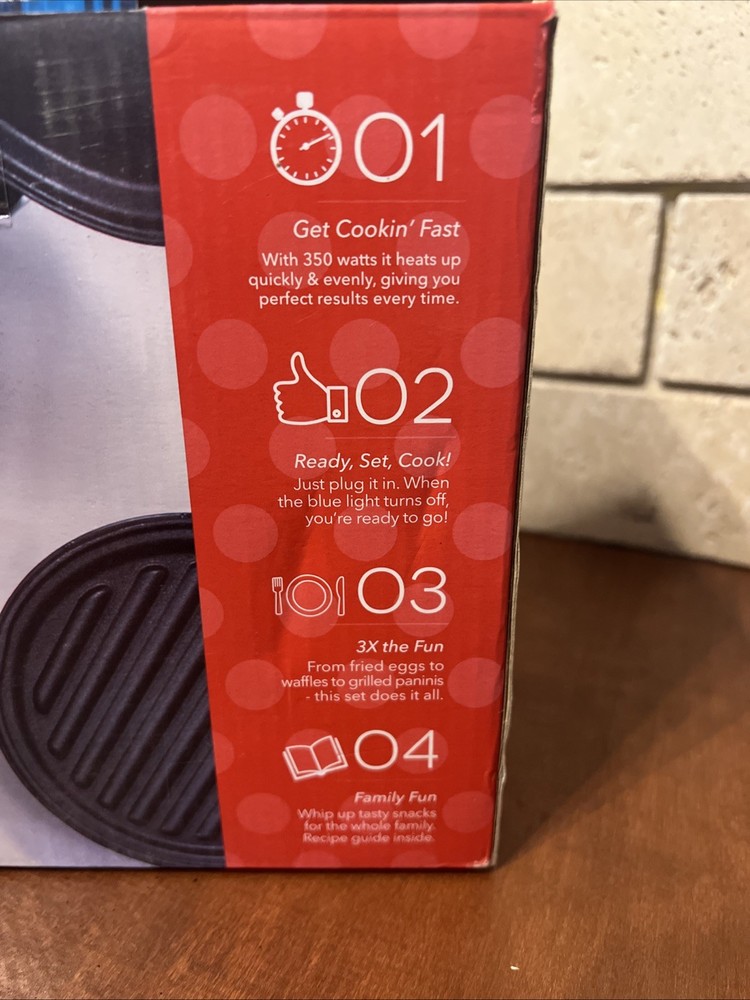 01
Get Cookin' Fast
With 350 watts it heats up
quickly & evenly, giving you
perfect results every time.
02
Ready, Set, Cook!
Just plug it in. When
the blue light turns off,
you're ready to go!
03
3X the Fun
From fried eggs to
waffles to grilled paninis
- this set does it all.
04
Family Fun
Whip up tasty snacks
for the whole family.
Recipe guide inside.